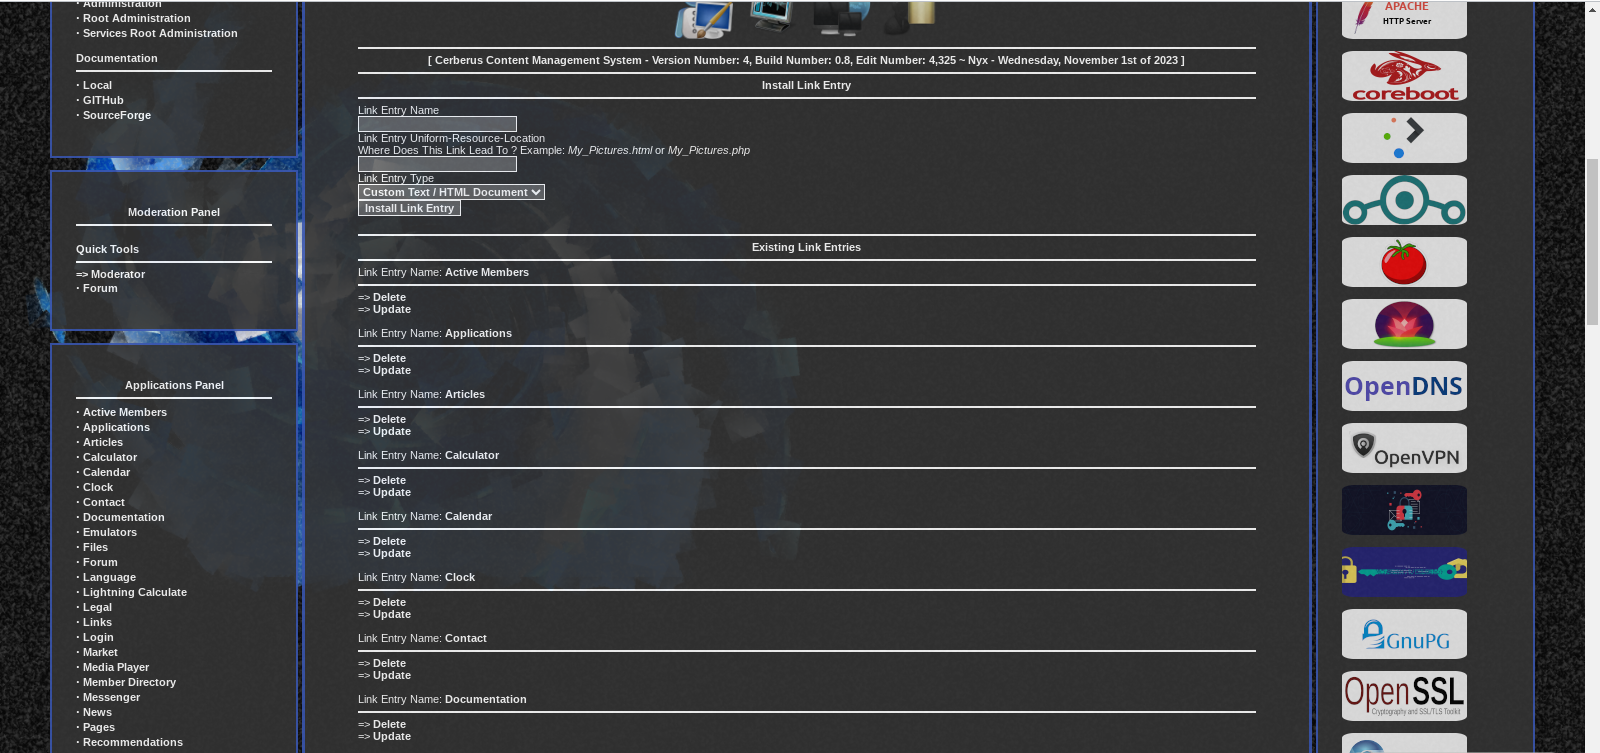 · Administration
· Root Administration
· Services Root Administration
Documentation
· Local
· GITHub
· SourceForge
Moderation Panel
Quick Tools
=> Moderator
· Forum
Applications Panel
· Active Members
· Applications
· Articles
· Calculator
· Calendar
· Clock
· Contact
· Documentation
· Emulators
· Files
· Forum
· Language
· Lightning Calculate
· Legal
· Links
· Login
· Market
· Media Player
· Member Directory
· Messenger
· News
· Pages
· Recommendations
[ Cerberus Content Management System - Version Number: 4, Build Number: 0.8, Edit Number: 4,325 ~ Nyx - Wednesday, November 1st of 2023 ]
Install Link Entry
Link Entry Name
Link Entry Uniform-Resource-Location
Where Does This Link Lead To ? Example: My_Pictures.html or My_Pictures.php
Link Entry Type
Custom Text / HTML Document
Install Link Entry
Existing Link Entries
Link Entry Name: Active Members
=> Delete
=> Update
Link Entry Name: Applications
=> Delete
=> Update
Link Entry Name: Articles
=> Delete
=> Update
Link Entry Name: Calculator
=> Delete
=> Update
Link Entry Name: Calendar
=> Delete
=> Update
Link Entry Name: Clock
=> Delete
=> Update
Link Entry Name: Contact
=> Delete
=> Update
Link Entry Name: Documentation
=> Delete
=> Update
APACHE
HTTP Server
coreboot
OpenDNS
OpenVPN
GnuPG
OpenSSL
Cryptography and SSL/TLS Toolkit